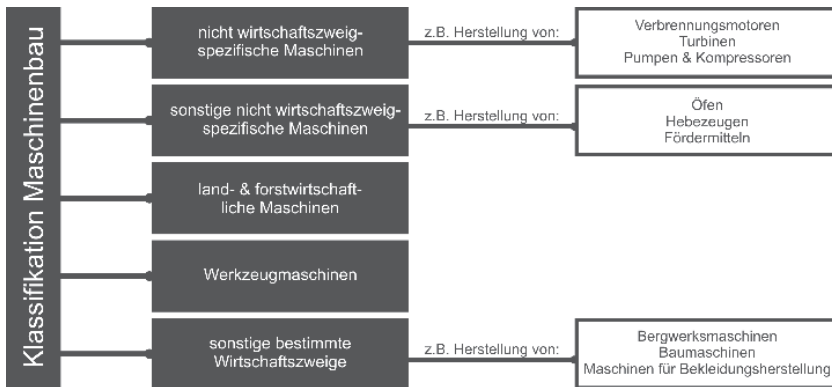 Klassifikation Maschinenbau
nicht wirtschaftszweig-
spezifische Maschinen
z.B. Herstellung von:
Verbrennungsmotoren
Turbinen
Pumpen & Kompressoren
sonstige nicht wirtschaftszweig-
spezifische Maschinen
z.B. Herstellung von:
Öfen
Hebezeugen
Fördermitteln
land- & forstwirtschaft-
liche Maschinen
Werkzeugmaschinen
sonstige bestimmte
Wirtschaftszweige
z.B. Herstellung von:
Bergwerksmaschinen
Baumaschinen
Maschinen für Bekleidungsherstellung